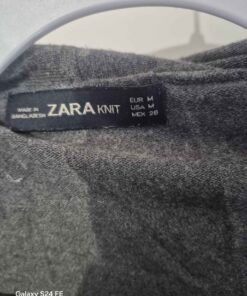 MADE IN
BANGLADESH
ZARA KNIT
EUR M
USA M
MEX 28
Galaxy S24 FE